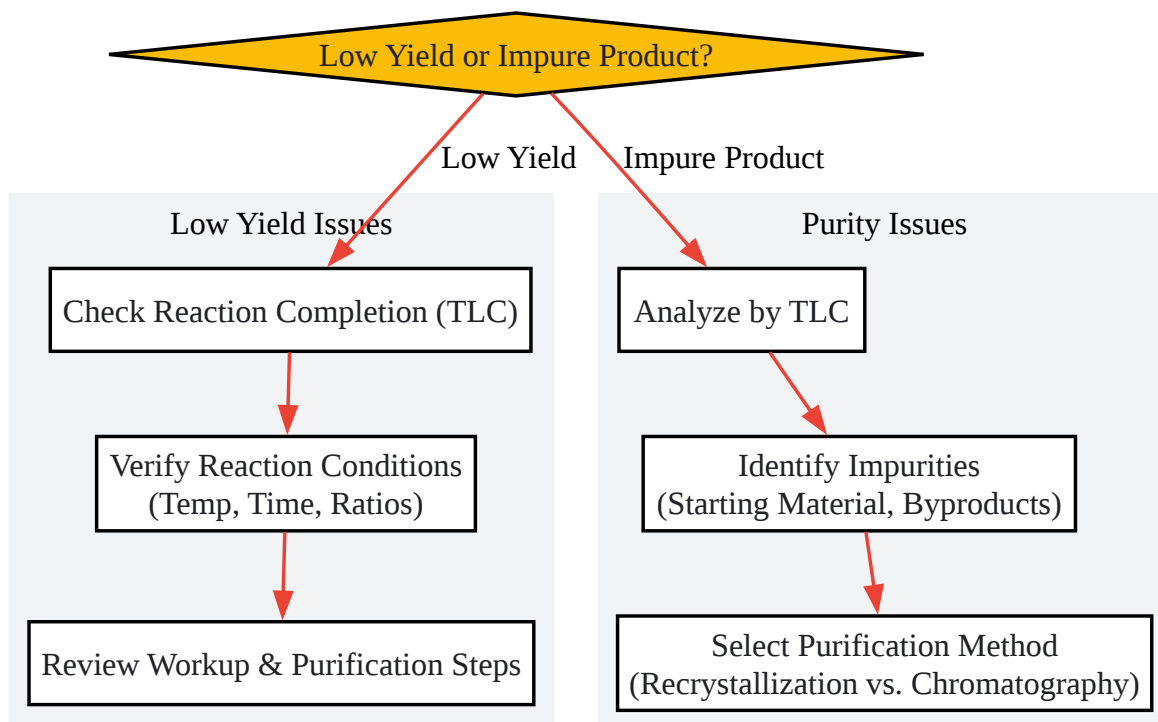 Low Yield or Impure Product?
Low Yield
Impure Product
Low Yield Issues
Check Reaction Completion (TLC)
Verify Reaction Conditions
(Temp, Time, Ratios)
Review Workup & Purification Steps
Purity Issues
Analyze by TLC
Identify Impurities
(Starting Material, Byproducts)
Select Purification Method
(Recrystallization vs. Chromatography)